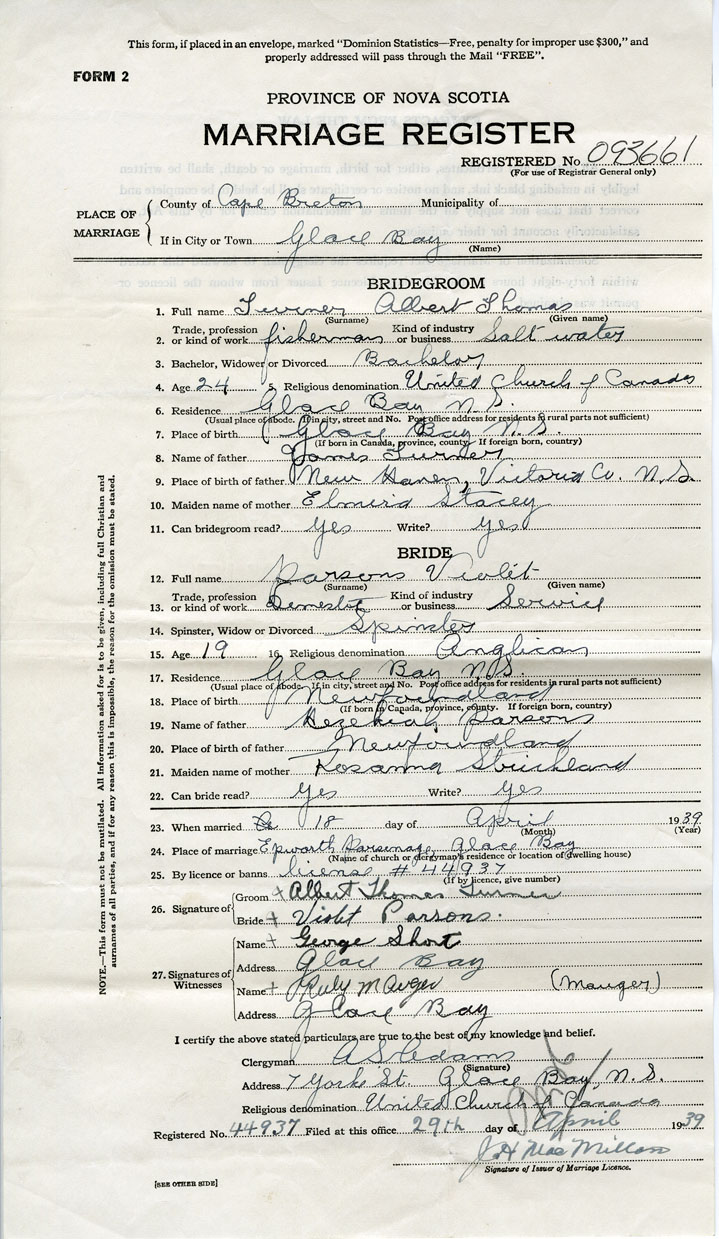 This form, if placed in an envelope, marked "Dominion Statistics—Free, penalty for improper use $300," and
properly addressed will pass through the Mail "FREE".
FORM 2
PROVINCE OF NOVA SCOTIA
MARRIAGE REGISTER
REGISTERED No. 093661
(For use of Registrar General only)
PLACE OF MARRIAGE
County of Cape Breton Municipality of
If in City or Town Glace Bay
(Name)
BRIDEGROOM
1. Full name Turner Albert Thomas
(Surname) (Given name)
2. Trade, profession or kind of work fisherman Kind of industry or business Salt water
3. Bachelor, Widower or Divorced Bachelor
4. Age 24 5. Religious denomination United Church of Canada
6. Residence Glace Bay N.S.
(Usual place of abode. If in city, street and No. Post office address for residents in rural parts not sufficient)
7. Place of birth Glace Bay N.S.
(If born in Canada, province, county. If foreign born, country)
8. Name of father James Turner
9. Place of birth of father New Haven, Victoria Co. N.S.
10. Maiden name of mother Stacey
11. Can bridegroom read? Yes Write? Yes
BRIDE
12. Full name Parsons Violet
(Surname) (Given name)
13. Trade, profession or kind of work Domestic Kind of industry or business Service
14. Spinster, Widow or Divorced Spinster
15. Age 19 16. Religious denomination Anglican
17. Residence Glace Bay N.S.
(Usual place of abode. If in city, street and No. Post office address for residents in rural parts not sufficient)
18. Place of birth Newfoundland
(If born in Canada, province, county. If foreign born, country)
19. Name of father Hezekiah Parsons
20. Place of birth of father Newfoundland
21. Maiden name of mother Rosanna Strickland
22. Can bride read? Yes Write? Yes
23. When married 18 day of April 1939
(Month) (Year)
24. Place of marriage Epworth Parsonage, Glace Bay
(Name of church or clergyman's residence or location of dwelling house)
25. By licence or banns license # 44937
(If by licence, give number)
26. Signature of
Groom + Albert Thomas Turner
Bride + Violet Parsons.
27. Signatures of Witnesses
Name + George Short
Address Glace Bay
Name + Ruby Mauger (Mauger)
Address Glace Bay
I certify the above stated particulars are true to the best of my knowledge and belief.
Clergyman
(Signature)
Address 7 Yorke St. Glace Bay, N.S.
Religious denomination United Church of Canada
Registered No. 44937 Filed at this office 29th day of April 1939
J H MacMillan
Signature of Issuer of Marriage Licence.
[SEE OTHER SIDE]
NOTE.—This form must not be mutilated. All information asked for is to be given, including full Christian and
surnames of all parties, and if for any reason this is impossible, the reason for the omission must be stated.